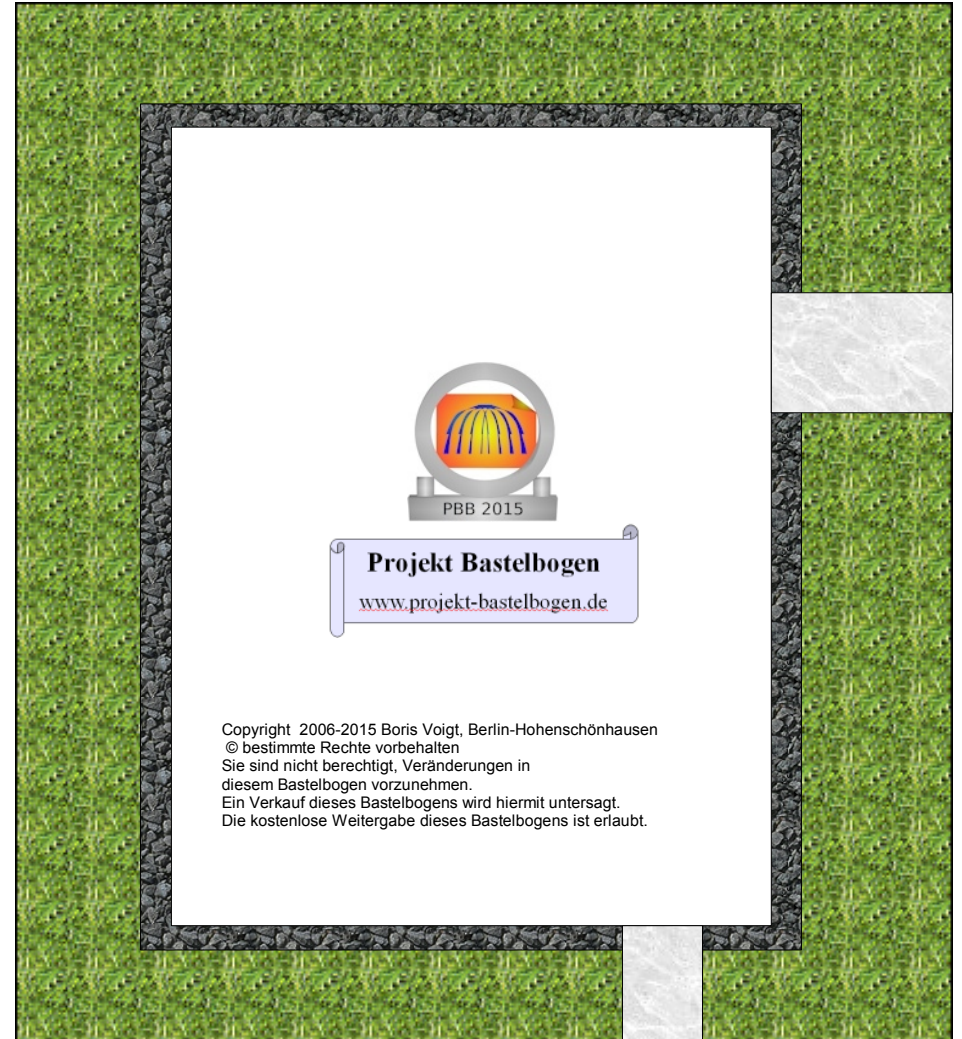 PBB 2015
Projekt Bastelbogen
www.projekt-bastelbogen.de
Copyright  2006-2015 Boris Voigt, Berlin-Hohenschönhausen
© bestimmte Rechte vorbehalten
Sie sind nicht berechtigt, Veränderungen in
diesem Bastelbogen vorzunehmen.
Ein Verkauf dieses Bastelbogens wird hiermit untersagt.
Die kostenlose Weitergabe dieses Bastelbogens ist erlaubt.